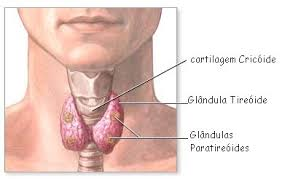 cartilagem Cricóide
Glândula Tireóide
Glândulas
Paratireóides